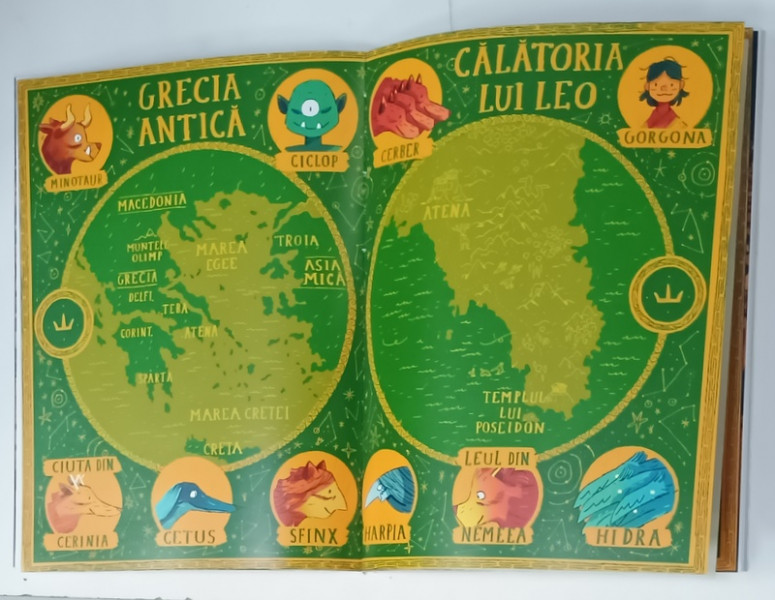 GRECIA
ANTICĂ
MINOTAUR
CICLOP
MACEDONIA
MUNTELE
OLIMP
MAREA
EGEE
TROIA
GRECIA
ASIA
MICĂ
DELFI
TEBA
CORINT
ATENA
SPARTA
MAREA CRETEI
CRETA
CIUTA DIN
CERINIA
CETUS
SFINX
CĂLĂTORIA
LUI LEO
CERBER
GORGONA
ATENA
TEMPLUL
LUI
POSEIDON
HARPIA
LEUL DIN
NEMEEA
HIDRA